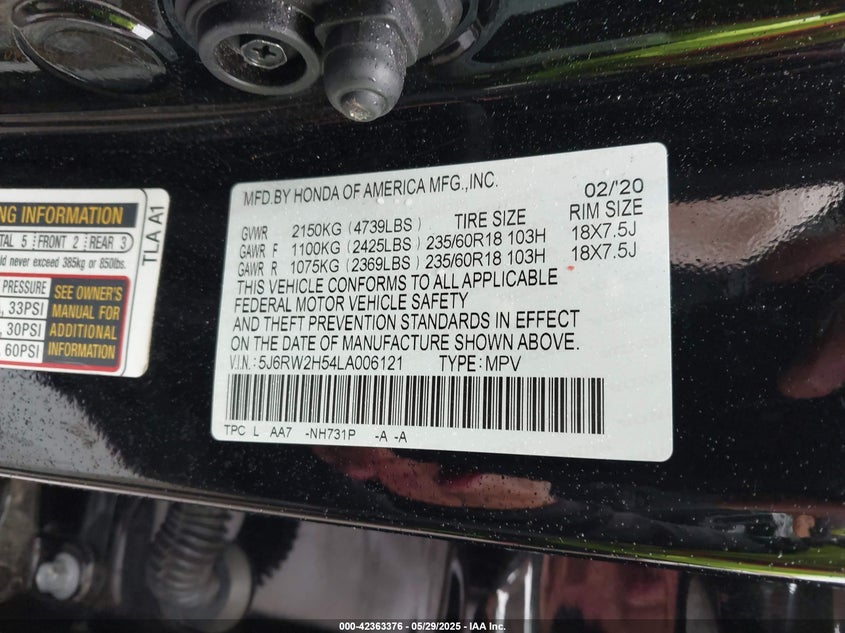 NG INFORMATION
TAL 5 FRONT 2 REAR 3
ld never exceed 385kg or 850lbs.
PRESSURE
, 33PSI
, 30PSI
, 60PSI
SEE OWNER'S
MANUAL FOR
ADDITIONAL
INFORMATION
TLA A1
MFD.BY HONDA OF AMERICA MFG.,INC. 02/'20
GVWR 2150KG (4739LBS) TIRE SIZE RIM SIZE
GAWR F 1100KG (2425LBS) 235/60R18 103H 18X7.5J
GAWR R 1075KG (2369LBS) 235/60R18 103H 18X7.5J
THIS VEHICLE CONFORMS TO ALL APPLICABLE
FEDERAL MOTOR VEHICLE SAFETY
AND THEFT PREVENTION STANDARDS IN EFFECT
ON THE DATE OF MANUFACTURE SHOWN ABOVE.
V.I.N.: 5J6RW2H54LA006121 TYPE: MPV
TPC L AA7 -NH731P -A -A
000-42363376 - 05/29/2025 - IAA Inc.